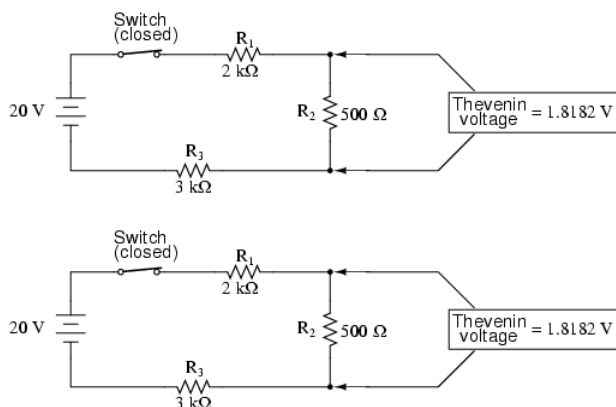 Switch
(closed)
R1
2 kΩ
20 V
R2 500 Ω
Thevenin
voltage = 1.8182 V
R3
3 kΩ
Switch
(closed)
R1
2 kΩ
20 V
R2 500 Ω
Thevenin
voltage = 1.8182 V
R3
3 kΩ